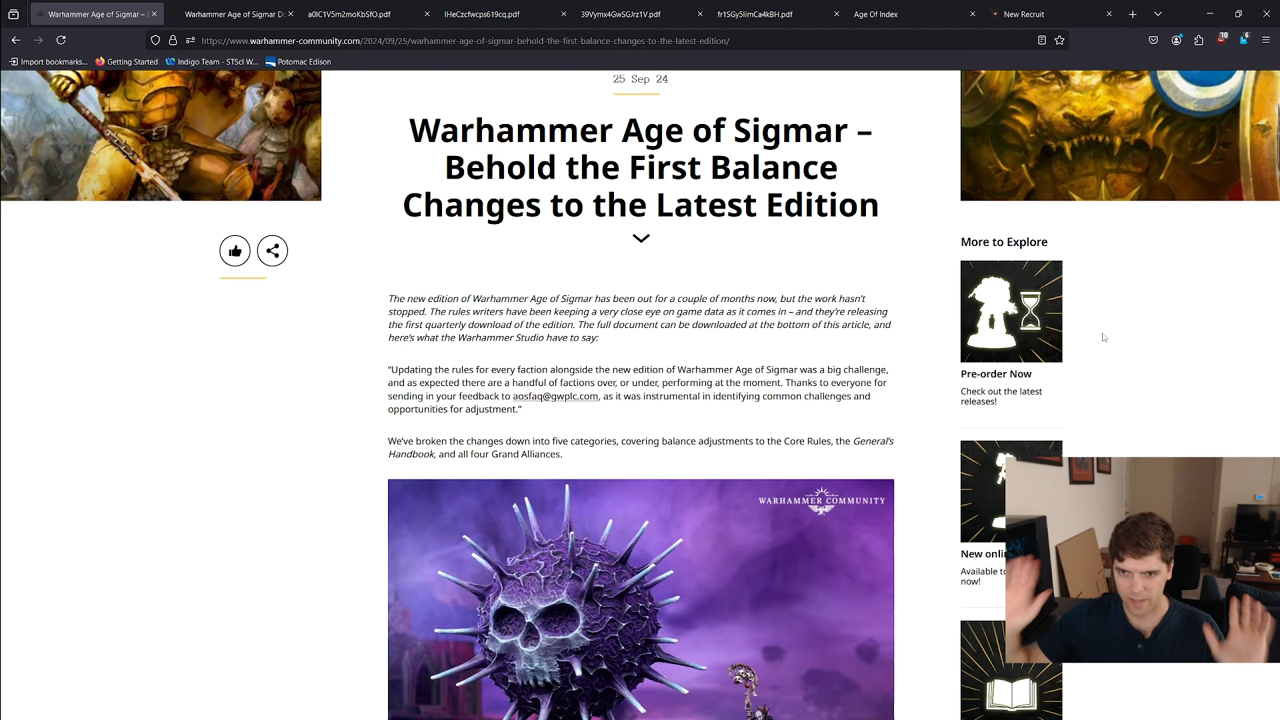 Warhammer Age of Sigmar –
Warhammer Age of Sigmar D
a0lC1V5m2moKbSfO.pdf
lHeCzcfwcps619cq.pdf
39Vymx4GwSGJrz1V.pdf
fr1SGy5limCa4kBH.pdf
Age Of Index
New Recruit
https://www.warhammer-community.com/2024/09/25/warhammer-age-of-sigmar-behold-the-first-balance-changes-to-the-latest-edition/
10
6
Import bookmarks...
Getting Started
Indigo Team - STScI W...
Potomac Edison
25 Sep 24
Warhammer Age of Sigmar –
Behold the First Balance
Changes to the Latest Edition
The new edition of Warhammer Age of Sigmar has been out for a couple of months now, but the work hasn't
stopped. The rules writers have been keeping a very close eye on game data as it comes in – and they're releasing
the first quarterly download of the edition. The full document can be downloaded at the bottom of this article, and
here's what the Warhammer Studio have to say:
“Updating the rules for every faction alongside the new edition of Warhammer Age of Sigmar was a big challenge,
and as expected there are a handful of factions over, or under, performing at the moment. Thanks to everyone for
sending in your feedback to aosfaq@gwplc.com, as it was instrumental in identifying common challenges and
opportunities for adjustment.”
We've broken the changes down into five categories, covering balance adjustments to the Core Rules, the General's
Handbook, and all four Grand Alliances.
WARHAMMER COMMUNITY
More to Explore
Pre-order Now
Check out the latest
releases!
New onli
Available to
now!